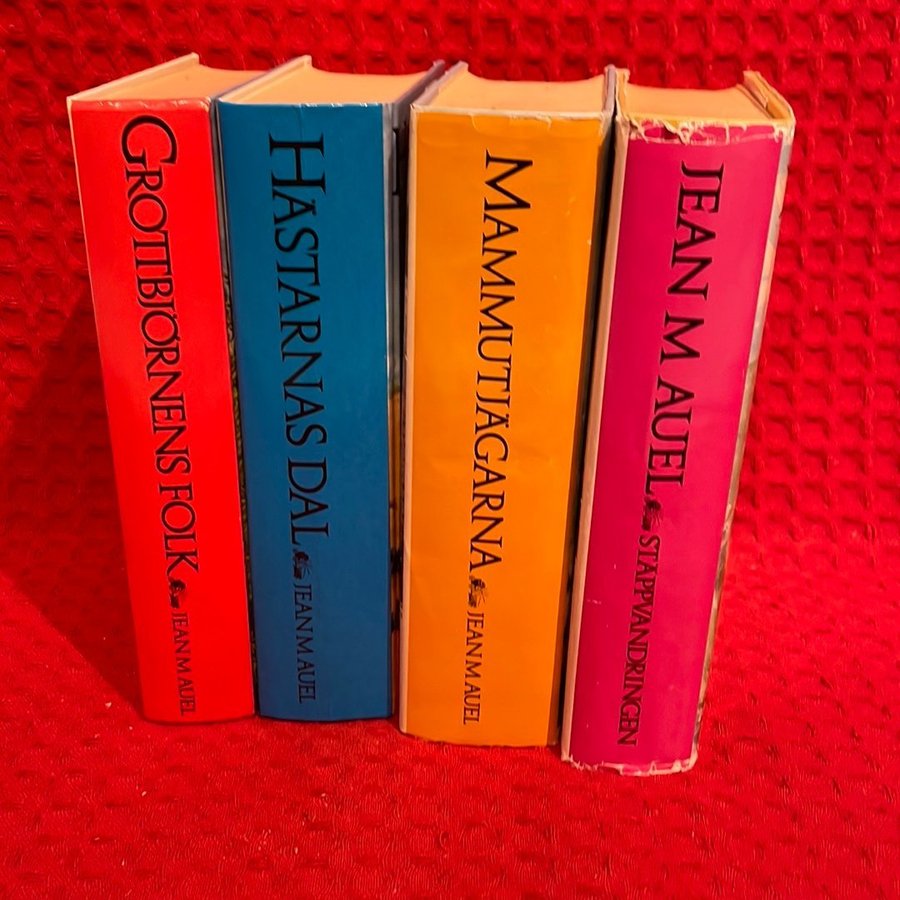 GROTTBJÖRNENS FOLK JEAN M AUEL
HÄSTARNAS DAL JEAN M AUEL
MAMMUTJÄGARNA JEAN M AUEL
JEAN M AUEL STÄPPVANDRINGEN